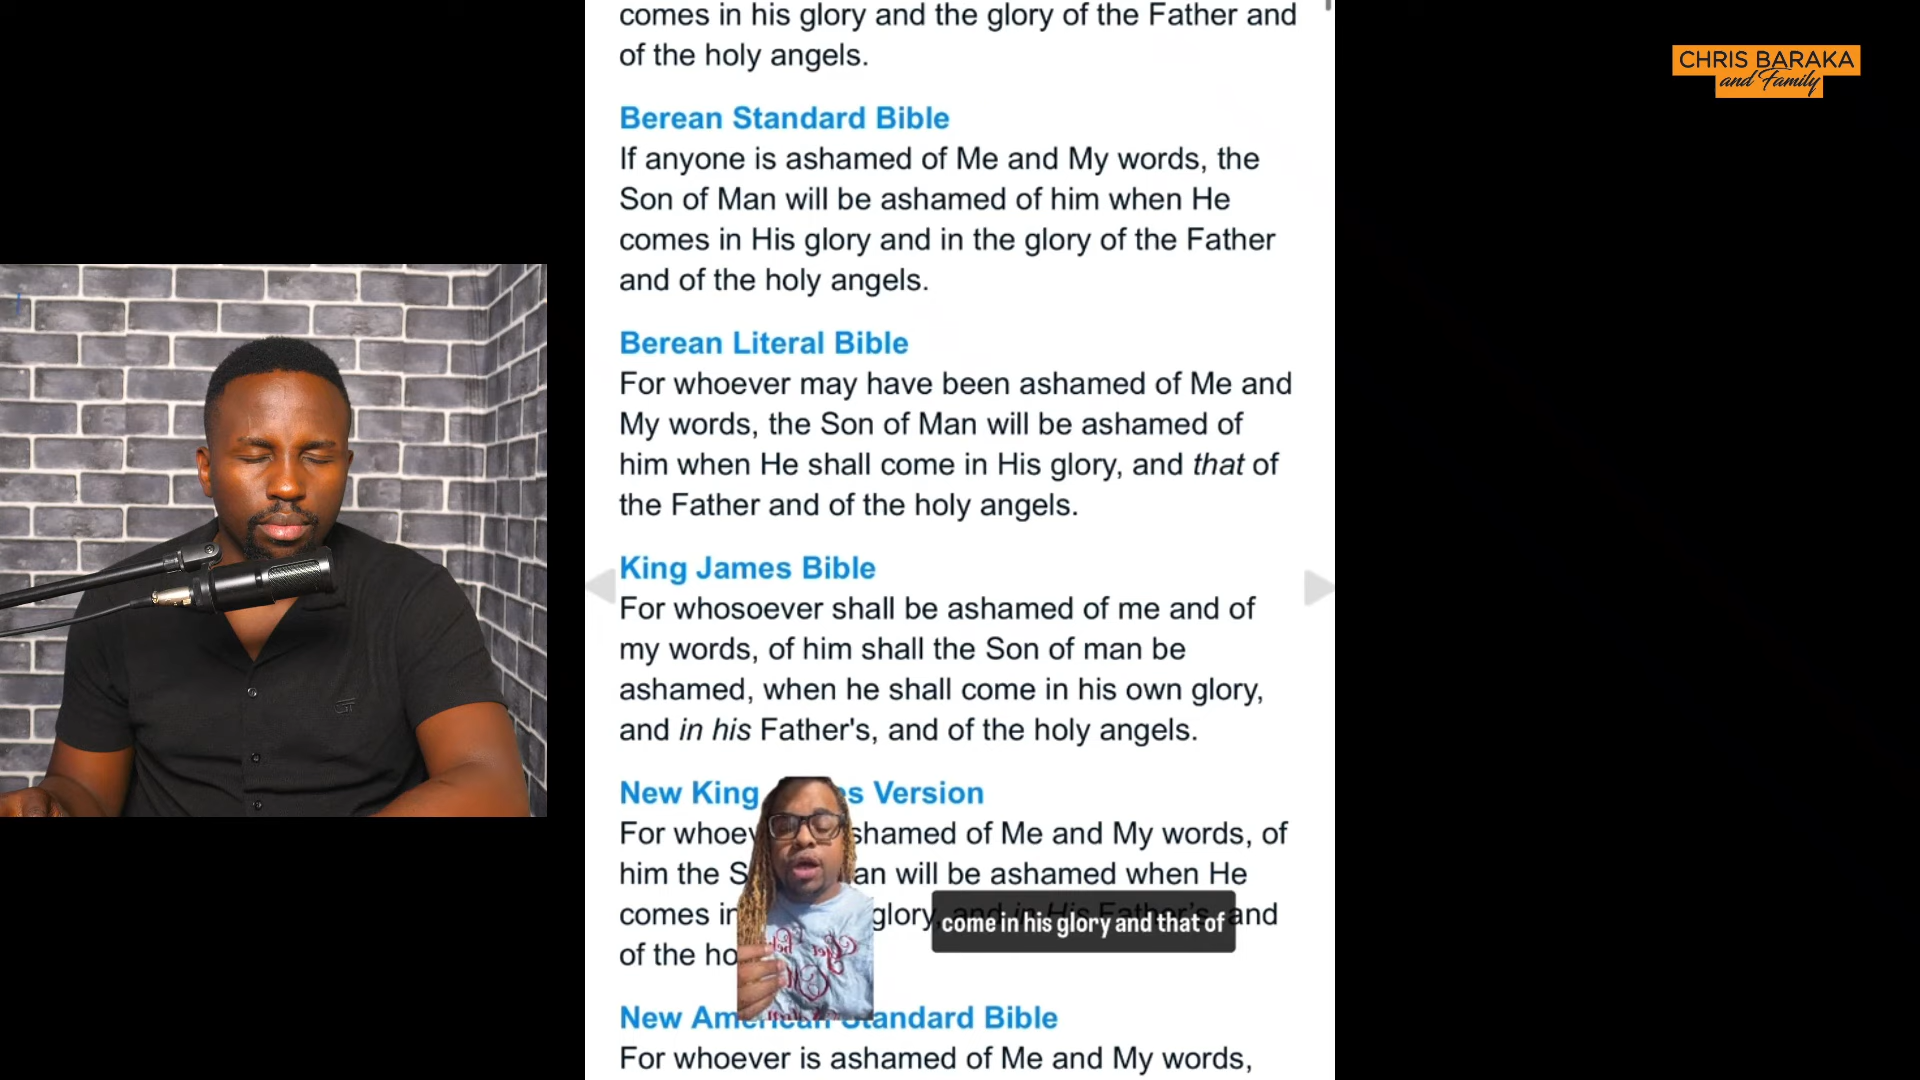 comes in his glory and the glory of the Father and
of the holy angels.
Berean Standard Bible
If anyone is ashamed of Me and My words, the
Son of Man will be ashamed of him when He
comes in His glory and in the glory of the Father
and of the holy angels.
Berean Literal Bible
For whoever may have been ashamed of Me and
My words, the Son of Man will be ashamed of
him when He shall come in His glory, and that of
the Father and of the holy angels.
King James Bible
For whosoever shall be ashamed of me and of
my words, of him shall the Son of man be
ashamed, when he shall come in his own glory,
and in his Father's, and of the holy angels.
New King Version
For of Me and My words, of
him the will be ashamed when He
comes glory, and in His Father's, and
of the
New American Standard Bible
For whoever is ashamed of Me and My words,
come in his glory and that of
CHRIS BARAKA
and Family